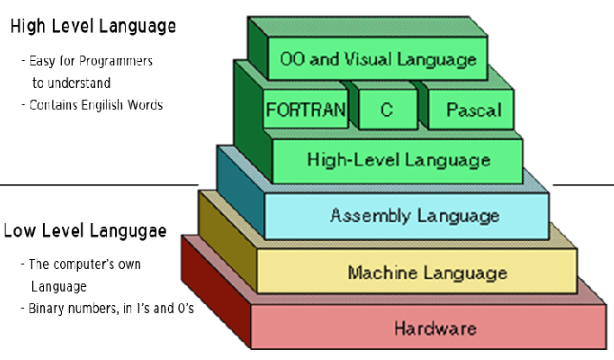 High Level Language
- Easy for Programmers
to understand
- Contains Engilish Words
Low Level Langugae
- The computer's own
Language
- Binary numbers, in 1's and 0's
OO and Visual Language
FORTRAN
C
Pascal
High-Level Language
Assembly Language
Machine Language
Hardware